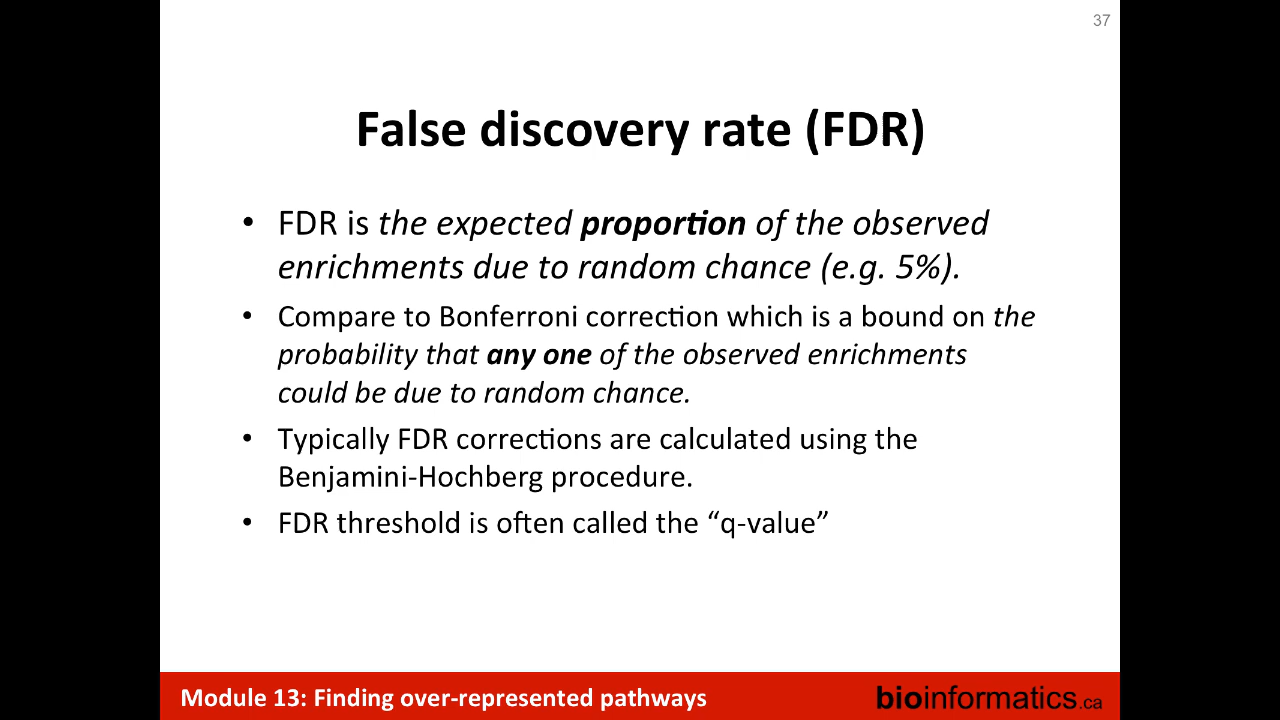 37
False discovery rate (FDR)
• FDR is the expected proportion of the observed
enrichments due to random chance (e.g. 5%).
• Compare to Bonferroni correction which is a bound on the
probability that any one of the observed enrichments
could be due to random chance.
• Typically FDR corrections are calculated using the
Benjamini-Hochberg procedure.
• FDR threshold is often called the “q-value”
Module 13: Finding over-represented pathways
bioinformatics.ca